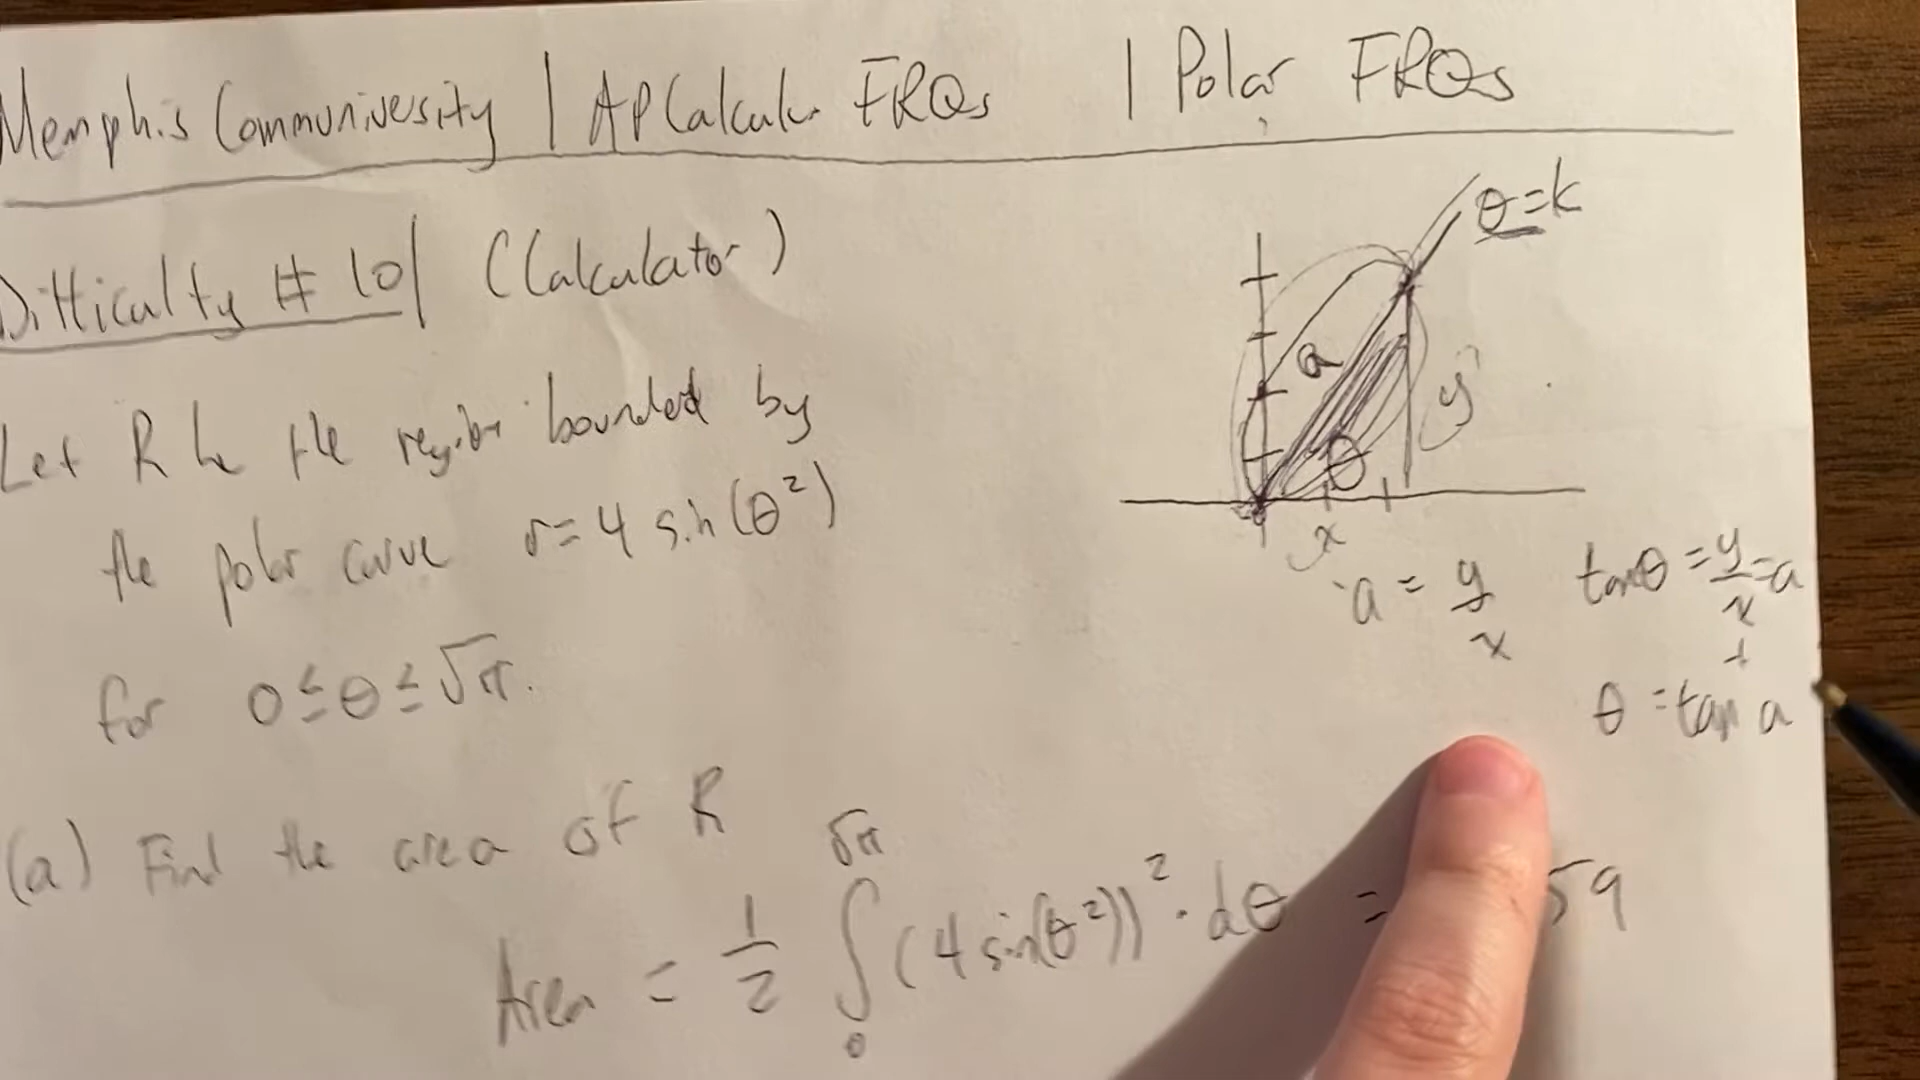 Memphis Communiversity | AP Calculus FRQs | Polar FRQs
Difficulty # 10 | (Calculator)
θ=k
a
y
θ
x
Let R be the region bounded by
the polar curve r=4 sin(θ²)
for 0≤θ≤√π.
a = y/x
tanθ = y/x = a
θ = tan⁻¹ a
(a) Find the area of R
Area = 1/2 ∫₀^√π (4 sin(θ²))² · dθ = 59